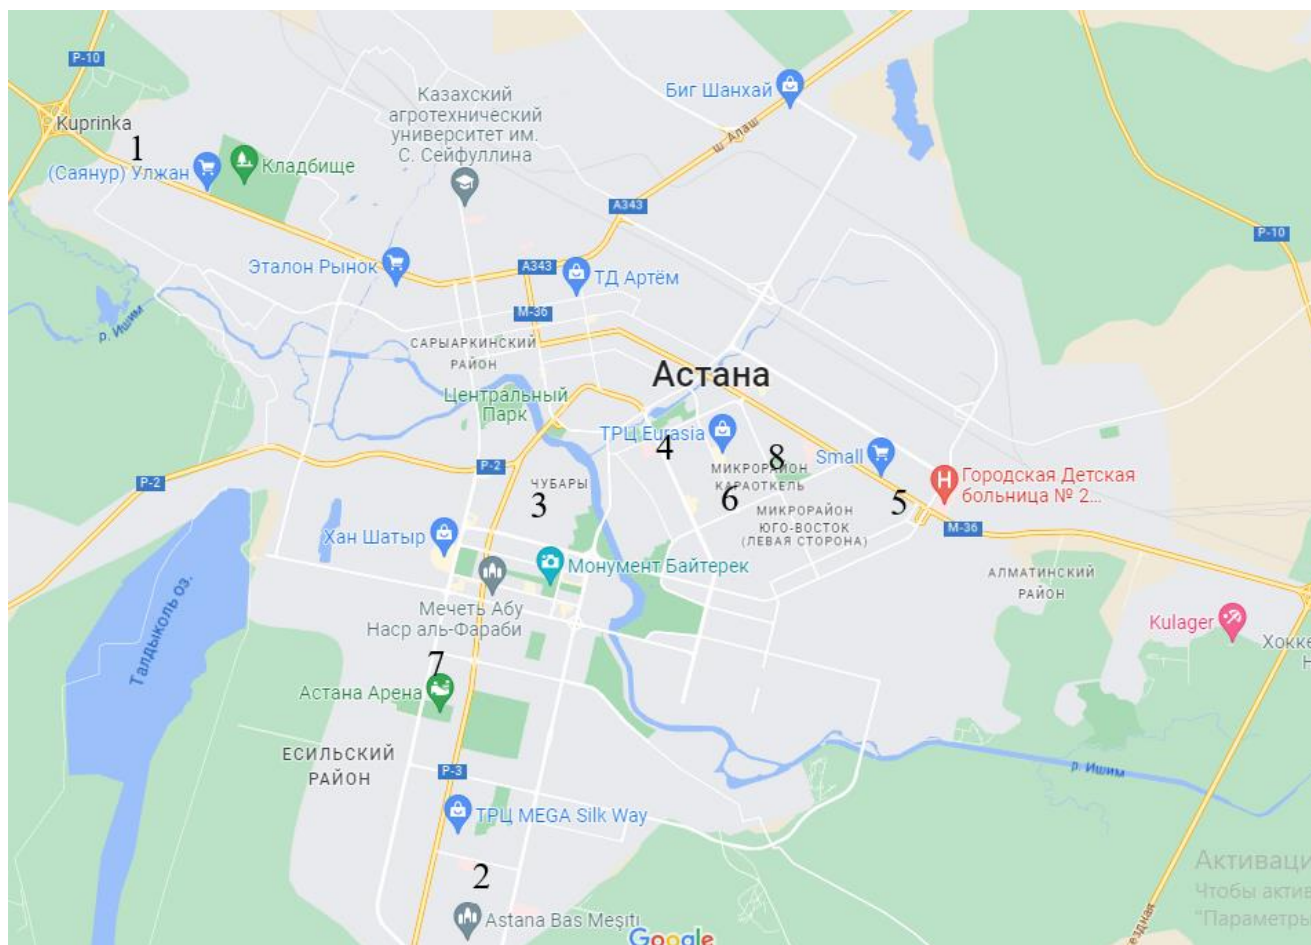 P-10
Биг Шанхай
Казахский
агротехнический
университет им.
С. Сейфуллина
Kuprinka
1
ш Алаш
(Саянур) Улжан
Кладбище
A343
P-10
Эталон Рынок
A343
ТД Артём
р. Ишим
M-36
САРЫАРКИНСКИЙ
РАЙОН
Астана
Центральный
Парк
ТРЦ Eurasia
4
8
Small
P-2
P-2
ЧУБАРЫ
3
МИКРОРАЙОН
КАРАОТКЕЛЬ
6
5
Городская Детская
больница № 2...
МИКРОРАЙОН
ЮГО-ВОСТОК
(ЛЕВАЯ СТОРОНА)
M-36
Хан Шатыр
Монумент Байтерек
АЛМАТИНСКИЙ
РАЙОН
Мечеть Абу
Наср аль-Фараби
Kulager
Хокке
Н
Талдыколь оз.
7
Астана Арена
ЕСИЛЬСКИЙ
РАЙОН
P-3
р. Ишим
ТРЦ MEGA Silk Way
2
Активаци
Чтобы актив
"Параметры
ездная
Astana Bas Meşiti
Google